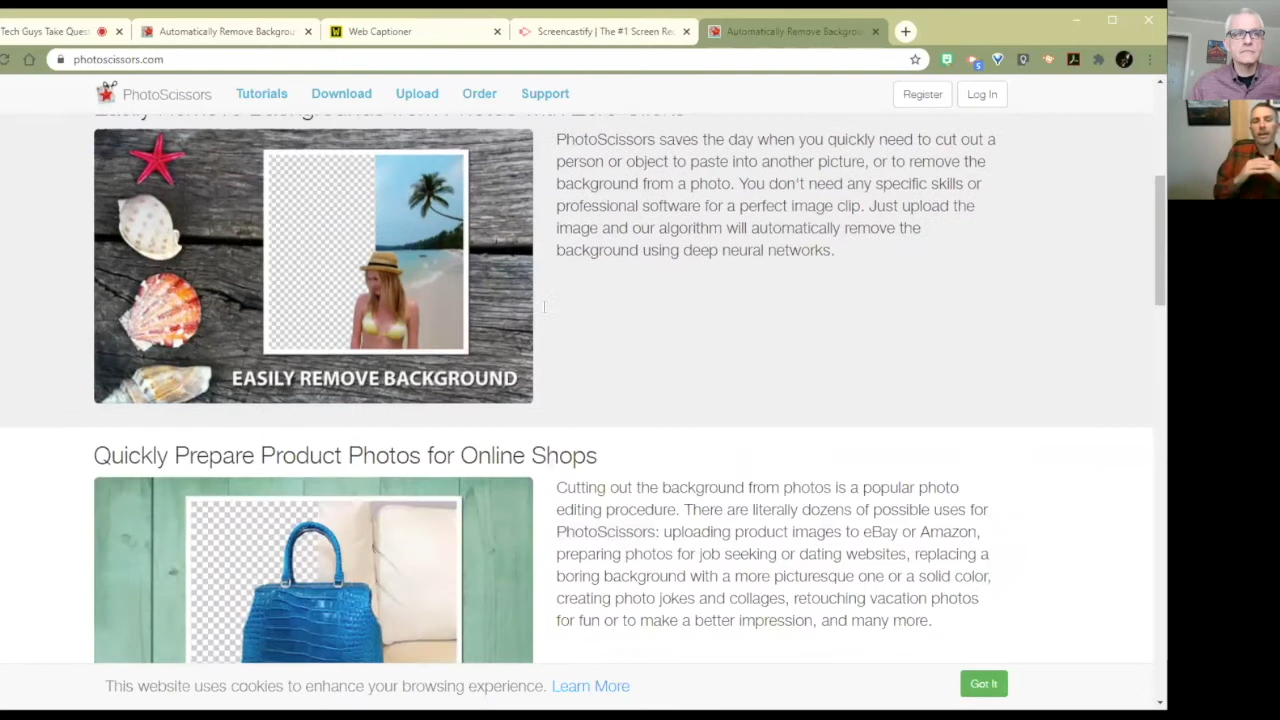 Tech Guys Take Ques
Automatically Remove Backgrou
Web Captioner
Screencastify | The #1 Screen Re
Automatically Remove Backgrou
photoscissors.com
PhotoScissors
Tutorials
Download
Upload
Order
Support
Register
Log In
Easily Remove Backgrounds from Photos with Zero Clicks
EASILY REMOVE BACKGROUND
PhotoScissors saves the day when you quickly need to cut out a
person or object to paste into another picture, or to remove the
background from a photo. You don't need any specific skills or
professional software for a perfect image clip. Just upload the
image and our algorithm will automatically remove the
background using deep neural networks.
Quickly Prepare Product Photos for Online Shops
Cutting out the background from photos is a popular photo
editing procedure. There are literally dozens of possible uses for
PhotoScissors: uploading product images to eBay or Amazon,
preparing photos for job seeking or dating websites, replacing a
boring background with a more picturesque one or a solid color,
creating photo jokes and collages, retouching vacation photos
for fun or to make a better impression, and many more.
This website uses cookies to enhance your browsing experience. Learn More
Got It